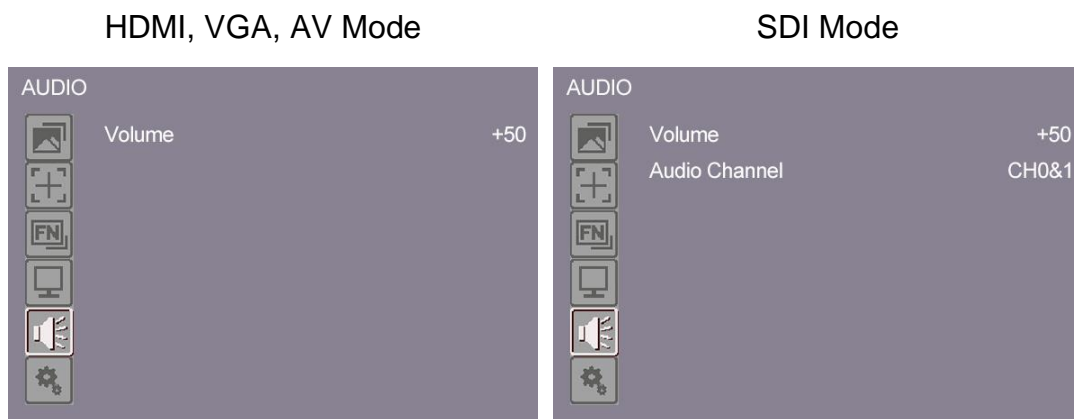 HDMI, VGA, AV Mode
SDI Mode
AUDIO
Volume +50
FN
AUDIO
Volume +50
Audio Channel CH0&1
FN